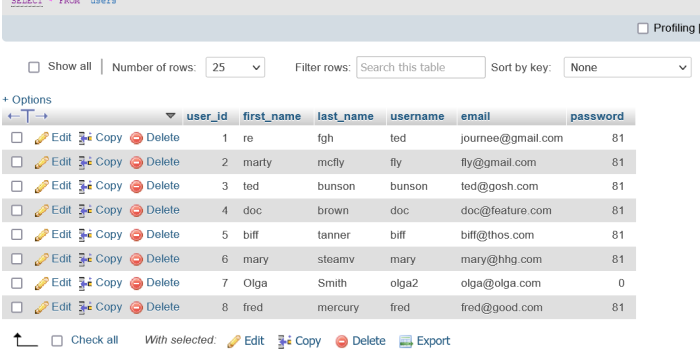 SELECT * FROM `users`
Profiling [
Show all | Number of rows: 25 Filter rows: Search this table Sort by key: None
+ Options
←T→ user_id first_name last_name username email password
Edit Copy Delete 1 re fgh ted journee@gmail.com 81
Edit Copy Delete 2 marty mcfly fly fly@gmail.com 81
Edit Copy Delete 3 ted bunson bunson ted@gosh.com 81
Edit Copy Delete 4 doc brown doc doc@feature.com 81
Edit Copy Delete 5 biff tanner biff biff@thos.com 81
Edit Copy Delete 6 mary steamv mary mary@hhg.com 81
Edit Copy Delete 7 Olga Smith olga2 olga@olga.com 0
Edit Copy Delete 8 fred mercury fred fred@good.com 81
Check all With selected: Edit Copy Delete Export